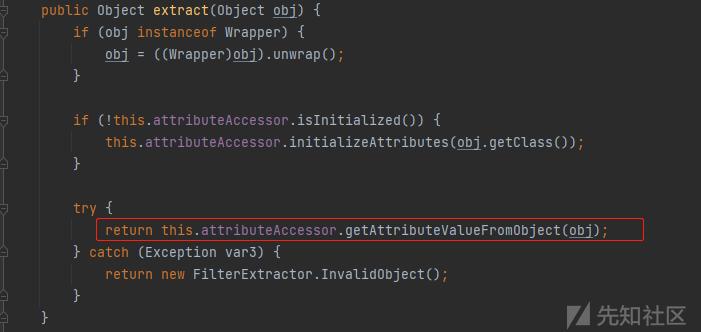 public Object extract(Object obj) {
if (obj instanceof Wrapper) {
obj = ((Wrapper)obj).unwrap();
}
if (!this.attributeAccessor.isInitialized()) {
this.attributeAccessor.initializeAttributes(obj.getClass());
}
try {
return this.attributeAccessor.getAttributeValueFromObject(obj);
} catch (Exception var3) {
return new FilterExtractor.InvalidObject();
}
}
先知社区